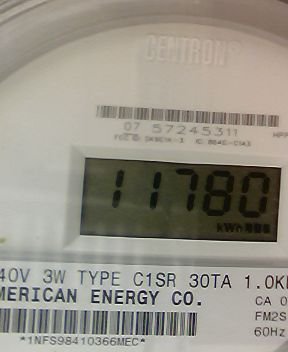 CENTRON®
07 57245311
11780
kWh
40V 3W TYPE C1SR 30TA 1.0K
MERICAN ENERGY CO.
CA 0
FM2S
60Hz
*1NFS98410366MEC*